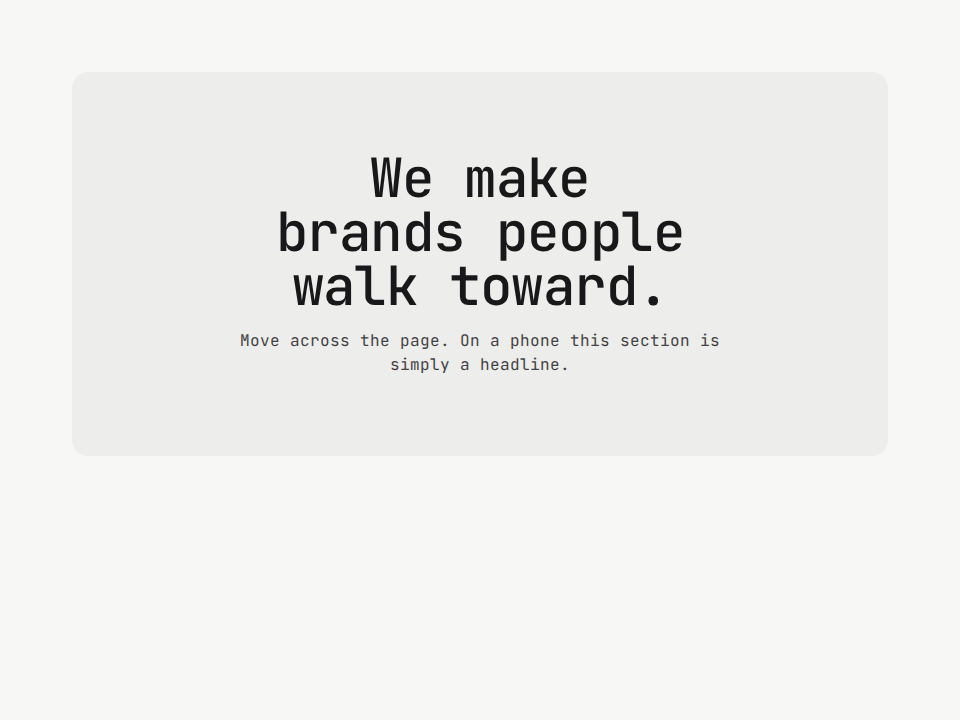 We make
brands people
walk toward.
Move across the page. On a phone this section is
simply a headline.